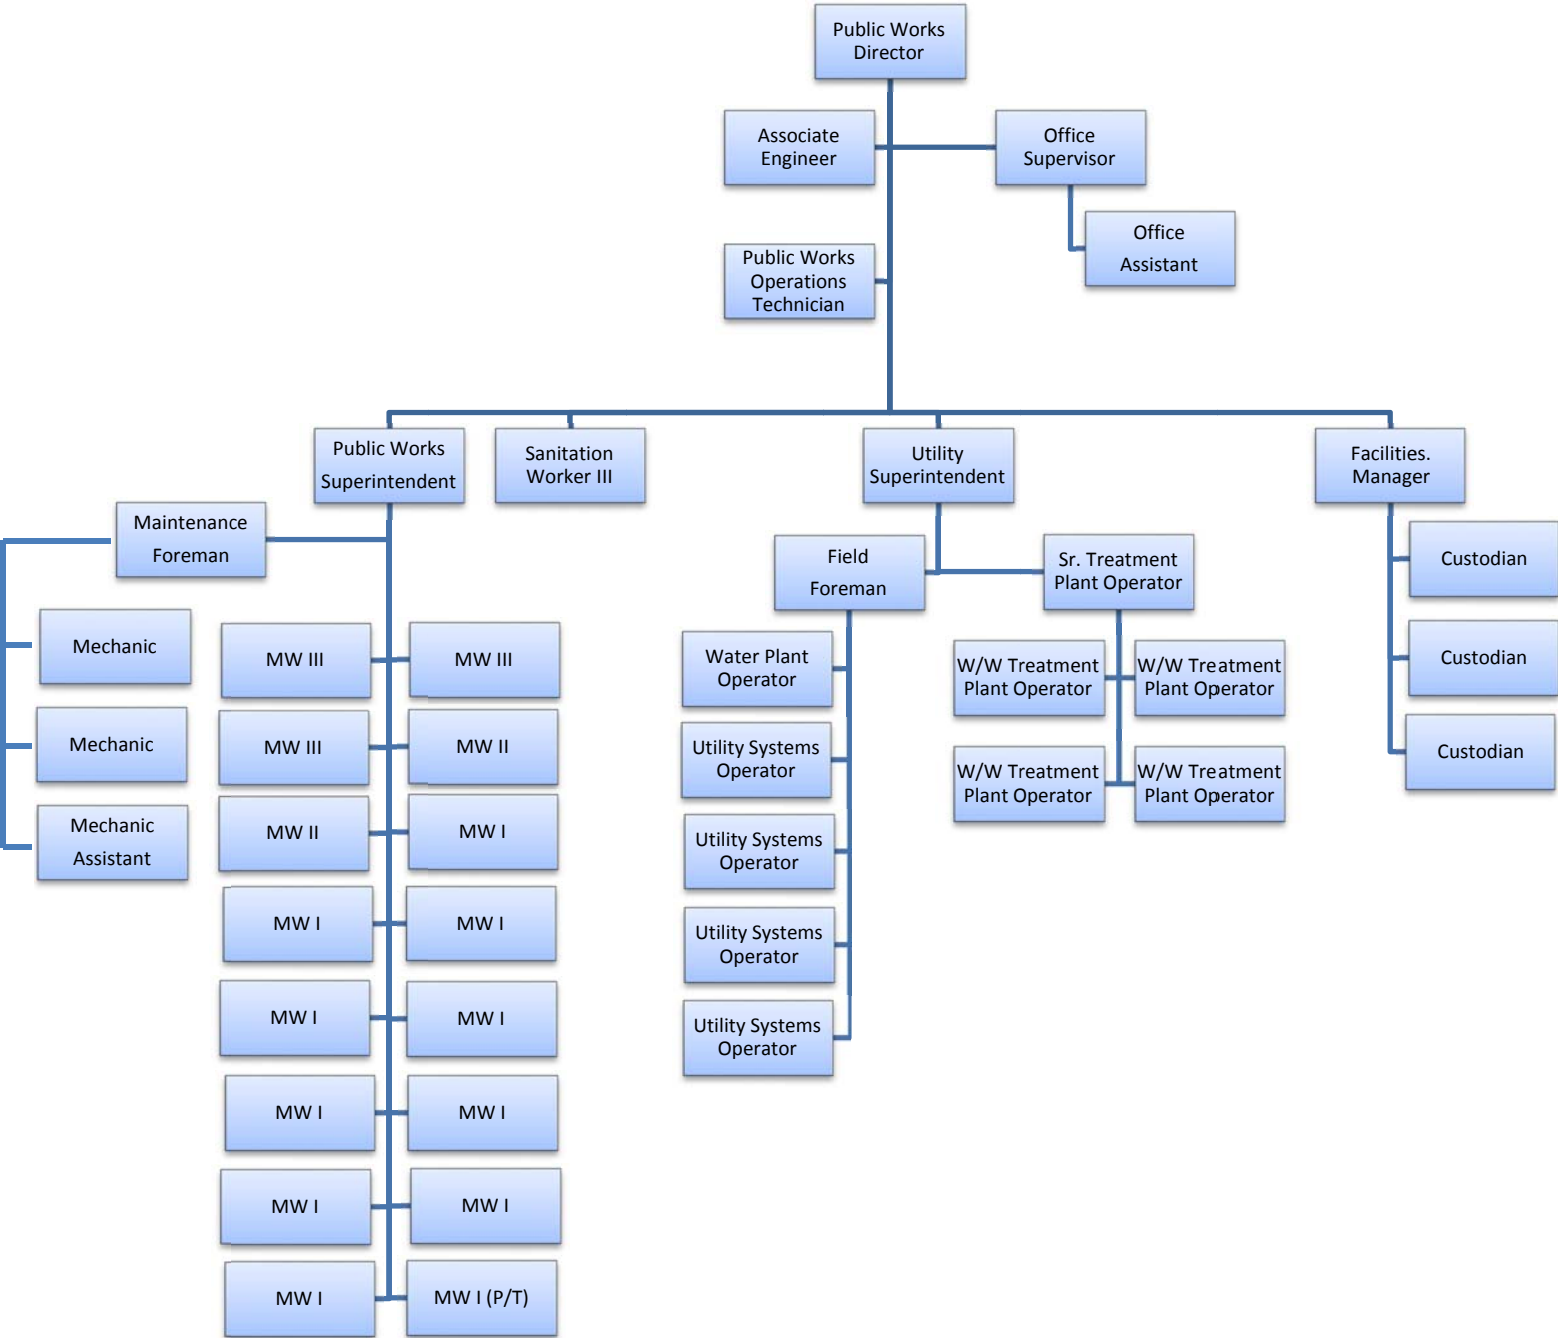 Public Works
Director
Associate
Engineer
Office
Supervisor
Office
Assistant
Public Works
Operations
Technician
Public Works
Superintendent
Sanitation
Worker III
Utility
Superintendent
Facilities.
Manager
Maintenance
Foreman
Mechanic
Mechanic
Mechanic
Assistant
MW III
MW III
MW III
MW II
MW II
MW I
MW I
MW I
MW I
MW I
MW I
MW I
MW I
MW I
MW I
MW I (P/T)
Field
Foreman
Water Plant
Operator
Utility Systems
Operator
Utility Systems
Operator
Utility Systems
Operator
Utility Systems
Operator
Sr. Treatment
Plant Operator
W/W Treatment
Plant Operator
W/W Treatment
Plant Operator
W/W Treatment
Plant Operator
W/W Treatment
Plant Operator
Custodian
Custodian
Custodian